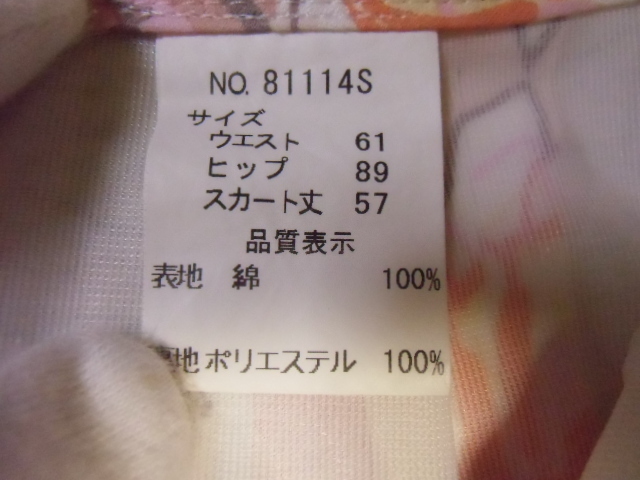 NO. 81114S
サイズ
ウエスト 61
ヒップ 89
スカート丈 57
品質表示
表地 綿 100%
地 ポリエステル 100%